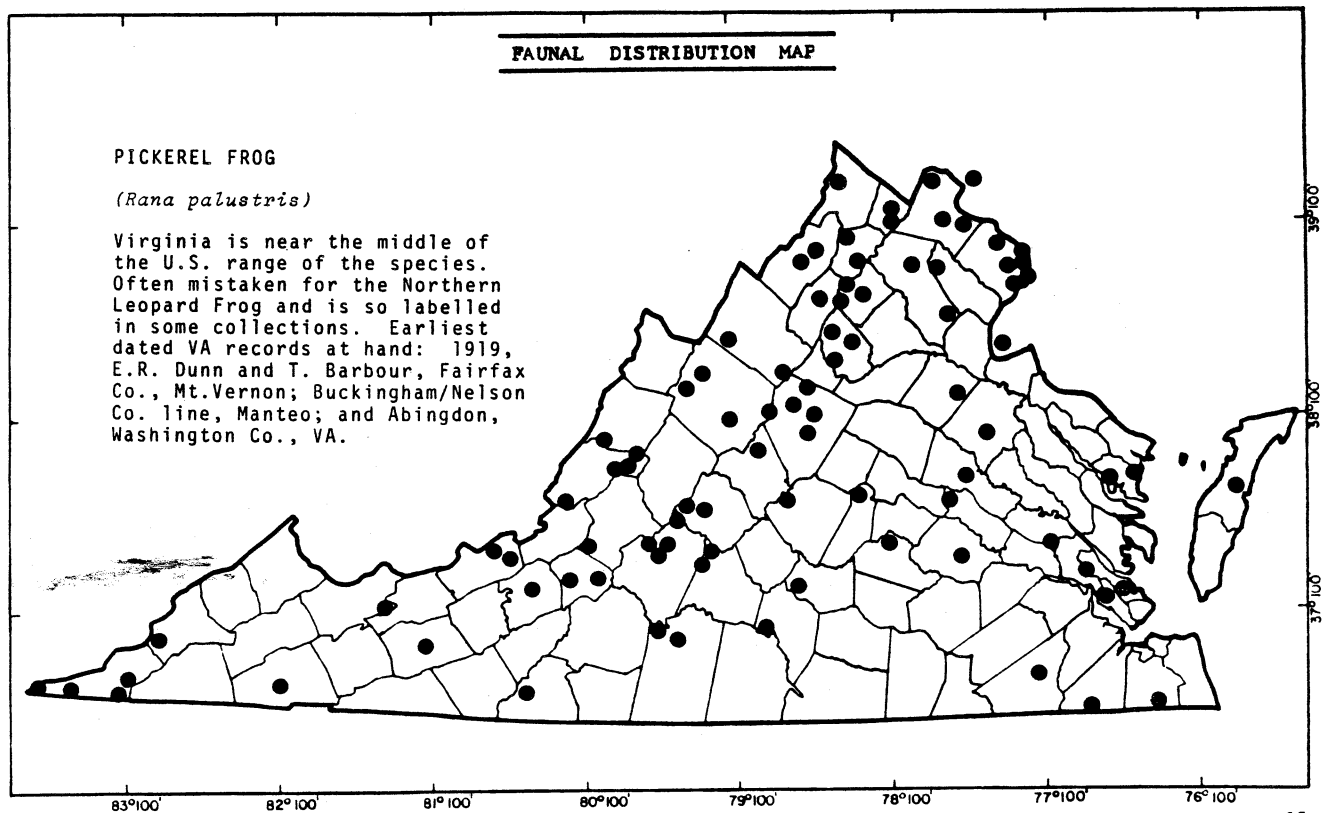 FAUNAL DISTRIBUTION MAP
PICKEREL FROG
(Rana palustris)
Virginia is near the middle of
the U.S. range of the species.
Often mistaken for the Northern
Leopard Frog and is so labelled
in some collections. Earliest
dated VA records at hand: 1919,
E.R. Dunn and T. Barbour, Fairfax
Co., Mt.Vernon; Buckingham/Nelson
Co. line, Manteo; and Abingdon,
Washington Co., VA.
39°00'
38°00'
37°00'
83°00'
82°00'
81°00'
80°00'
79°00'
78°00'
77°00'
76°00'